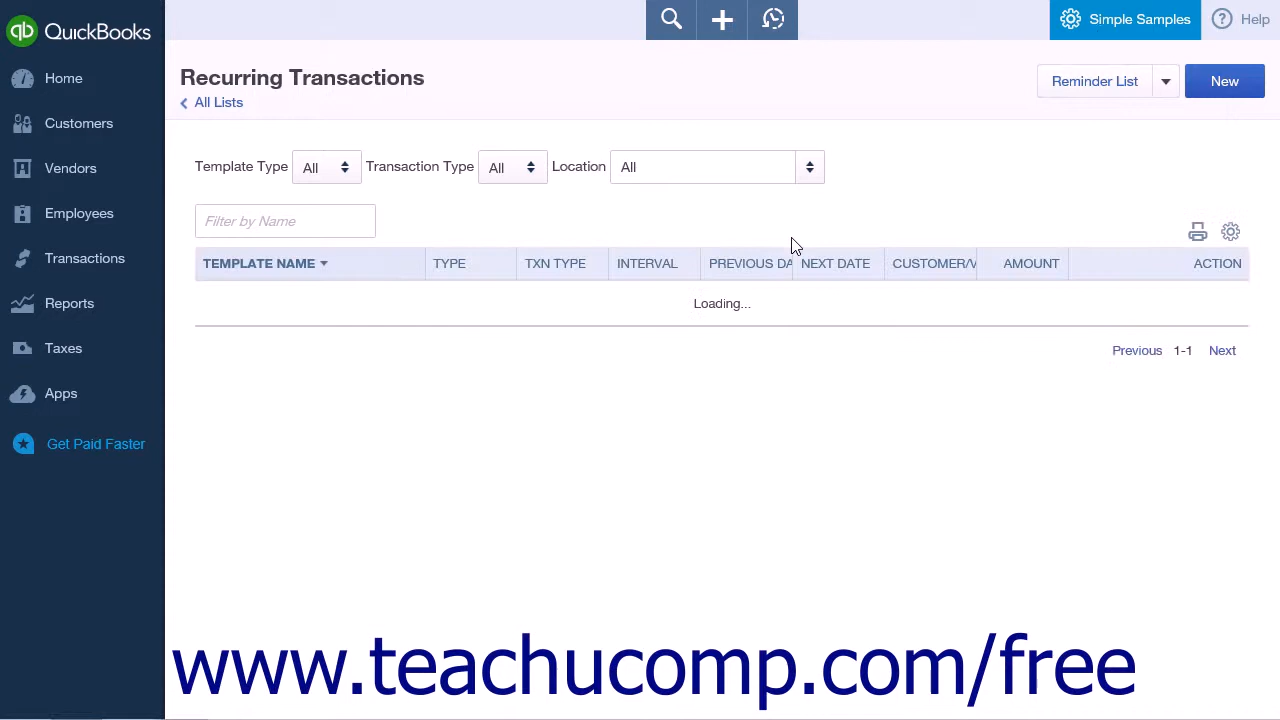 QuickBooks
Simple Samples
Help
Home
Customers
Vendors
Employees
Transactions
Reports
Taxes
Apps
Get Paid Faster
Recurring Transactions
All Lists
Reminder List
New
Template Type All Transaction Type All Location All
Filter by Name
TEMPLATE NAME TYPE TXN TYPE INTERVAL PREVIOUS DA NEXT DATE CUSTOMER/V AMOUNT ACTION
Loading...
Previous 1-1 Next
www.teachucomp.com/free